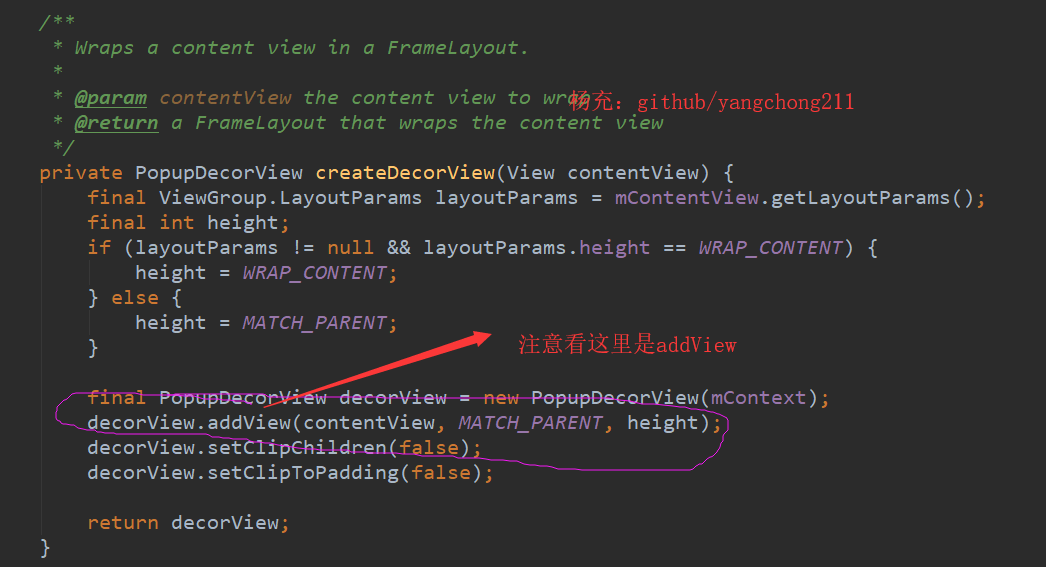 /**
* Wraps a content view in a FrameLayout.
*
* @param contentView the content view to wrap
杨充: github/yangchong211
* @return a FrameLayout that wraps the content view
*/
private PopupDecorView createDecorView(View contentView) {
final ViewGroup.LayoutParams layoutParams = mContentView.getLayoutParams();
final int height;
if (layoutParams != null && layoutParams.height == WRAP_CONTENT) {
height = WRAP_CONTENT;
} else {
height = MATCH_PARENT;
}
注意看这里是addView
final PopupDecorView decorView = new PopupDecorView(mContext);
decorView.addView(contentView, MATCH_PARENT, height);
decorView.setClipChildren(false);
decorView.setClipToPadding(false);
return decorView;
}